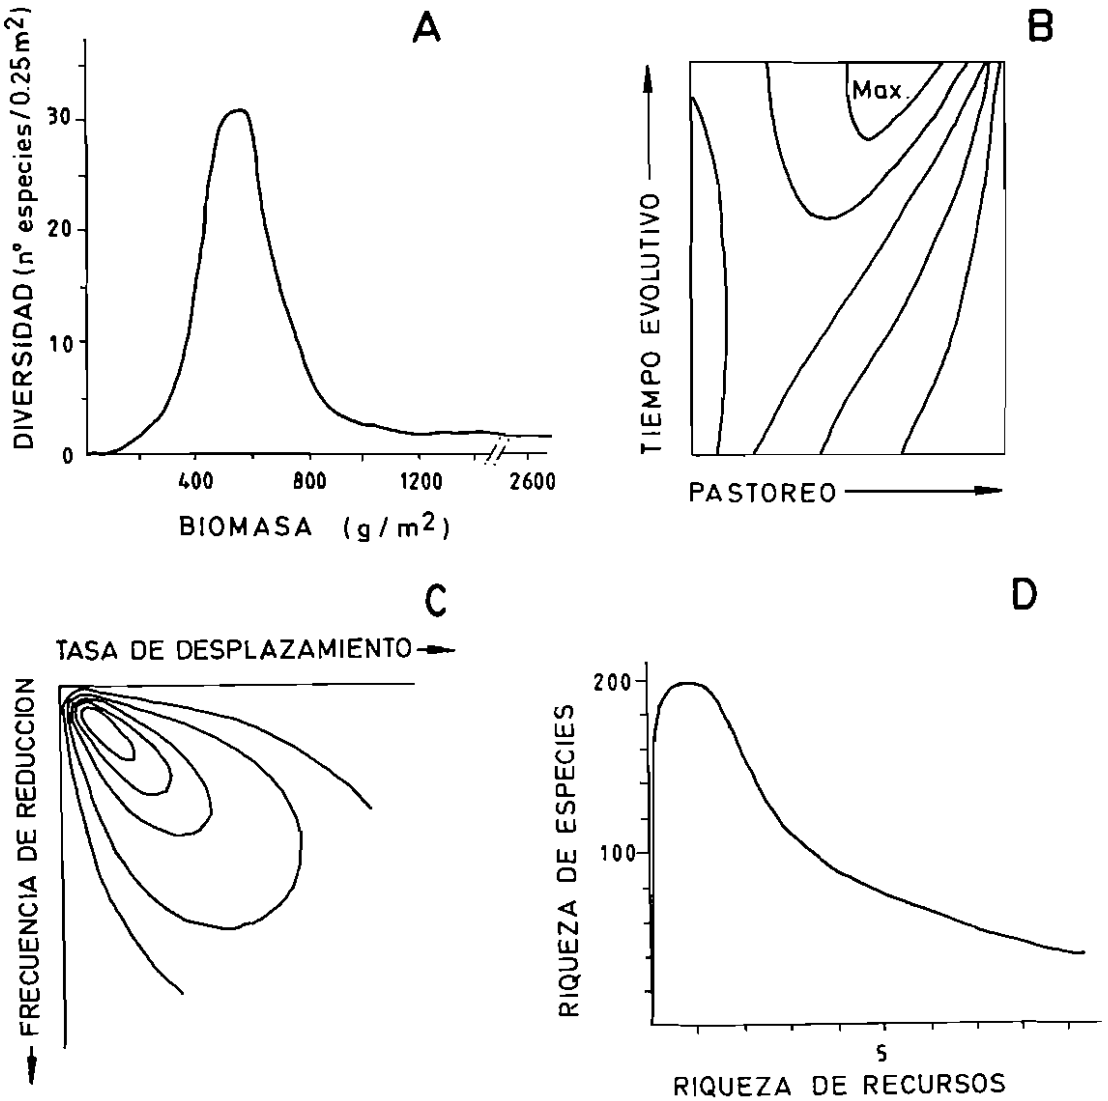 A
DIVERSIDAD (nº especies/0.25m²)
30
20
10
0
400 800 1200 2600
BIOMASA (g/m²)
B
Max.
TIEMPO EVOLUTIVO
PASTOREO
C
TASA DE DESPLAZAMIENTO
FRECUENCIA DE REDUCCION
D
RIQUEZA DE ESPECIES
200
100
5
RIQUEZA DE RECURSOS